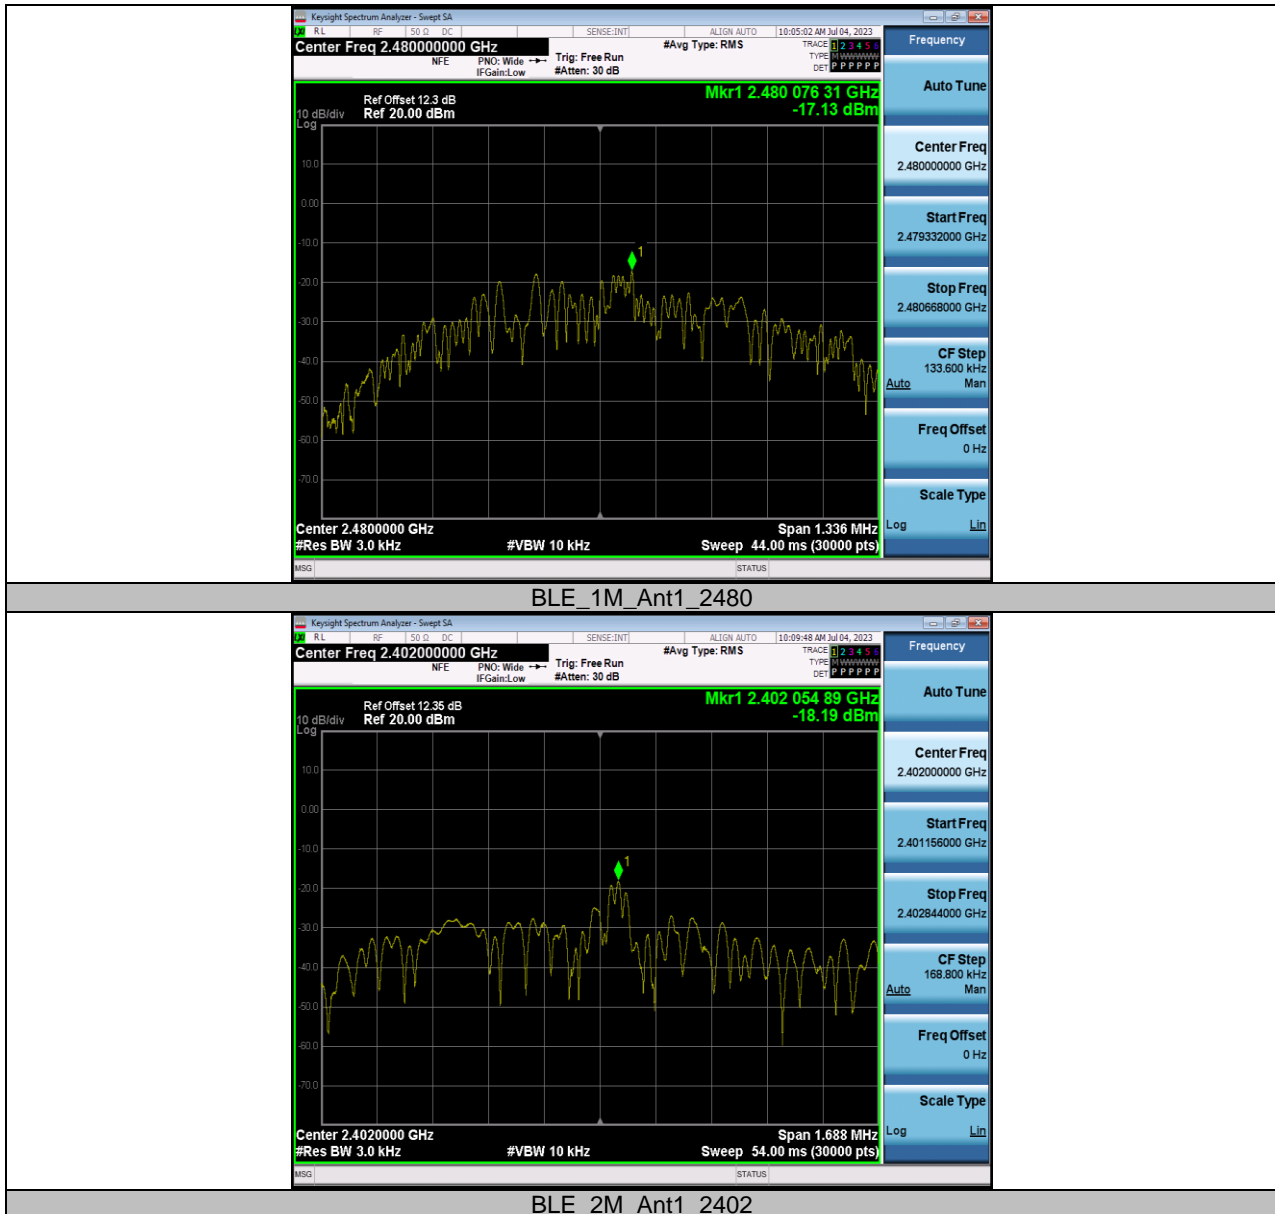 Keysight Spectrum Analyzer - Swept SA
LXI RL RF 50 Ω DC SENSE:INT ALIGN AUTO 10:05:02 AM Jul 04, 2023
Center Freq 2.480000000 GHz #Avg Type: RMS TRACE 1 2 3 4 5 6
NFE PNO: Wide Trig: Free Run TYPE M WWWWW
IFGain:Low #Atten: 30 dB DET P P P P P P
Frequency
Auto Tune
Mkr1 2.480 076 31 GHz
-17.13 dBm
Ref Offset 12.3 dB
10 dB/div Ref 20.00 dBm
Log
10.0
0.00
-10.0
-20.0
-30.0
-40.0
-50.0
-60.0
-70.0
1
Center 2.4800000 GHz Span 1.336 MHz
#Res BW 3.0 kHz #VBW 10 kHz Sweep 44.00 ms (30000 pts)
MSG STATUS
Center Freq
2.480000000 GHz
Start Freq
2.479332000 GHz
Stop Freq
2.480668000 GHz
CF Step
133.600 kHz
Auto Man
Freq Offset
0 Hz
Scale Type
Log Lin
BLE_1M_Ant1_2480
Keysight Spectrum Analyzer - Swept SA
LXI RL RF 50 Ω DC SENSE:INT ALIGN AUTO 10:09:48 AM Jul 04, 2023
Center Freq 2.402000000 GHz #Avg Type: RMS TRACE 1 2 3 4 5 6
NFE PNO: Wide Trig: Free Run TYPE M WWWWW
IFGain:Low #Atten: 30 dB DET P P P P P P
Frequency
Auto Tune
Mkr1 2.402 054 89 GHz
-18.19 dBm
Ref Offset 12.35 dB
10 dB/div Ref 20.00 dBm
Log
10.0
0.00
-10.0
-20.0
-30.0
-40.0
-50.0
-60.0
-70.0
1
Center 2.4020000 GHz Span 1.688 MHz
#Res BW 3.0 kHz #VBW 10 kHz Sweep 54.00 ms (30000 pts)
MSG STATUS
Center Freq
2.402000000 GHz
Start Freq
2.401156000 GHz
Stop Freq
2.402844000 GHz
CF Step
168.800 kHz
Auto Man
Freq Offset
0 Hz
Scale Type
Log Lin
BLE_2M_Ant1_2402